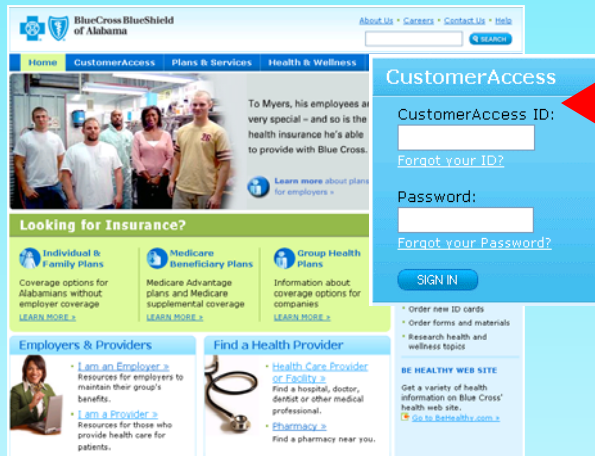 BlueCross BlueShield
of Alabama
About Us • Careers • Contact Us • Help
SEARCH
Home CustomerAccess Plans & Services Health & Wellness
To Myers, his employees a
very special – and so is the
health insurance he's able
to provide with Blue Cross.
Learn more about plans
for employers »
CustomerAccess
CustomerAccess ID:
Forgot your ID?
Password:
Forgot your Password?
SIGN IN
Looking for Insurance?
Individual &
Family Plans
Coverage options for
Alabamians without
employer coverage
LEARN MORE »
Medicare
Beneficiary Plans
Medicare Advantage
plans and Medicare
supplemental coverage
LEARN MORE »
Group Health
Plans
Information about
coverage options for
companies
LEARN MORE »
• Order new ID cards
• Order forms and materials
• Research health and
wellness topics
BE HEALTHY WEB SITE
Get a variety of health
information on Blue Cross'
health web site.
Go to BeHealthy.com »
Employers & Providers
• I am an Employer »
Resources for employers to
maintain their group's
benefits.
• I am a Provider »
Resources for those who
provide health care for
patients.
Find a Health Provider
• Health Care Provider
or Facility »
Find a hospital, doctor,
dentist or other medical
professional.
• Pharmacy »
Find a pharmacy near you.